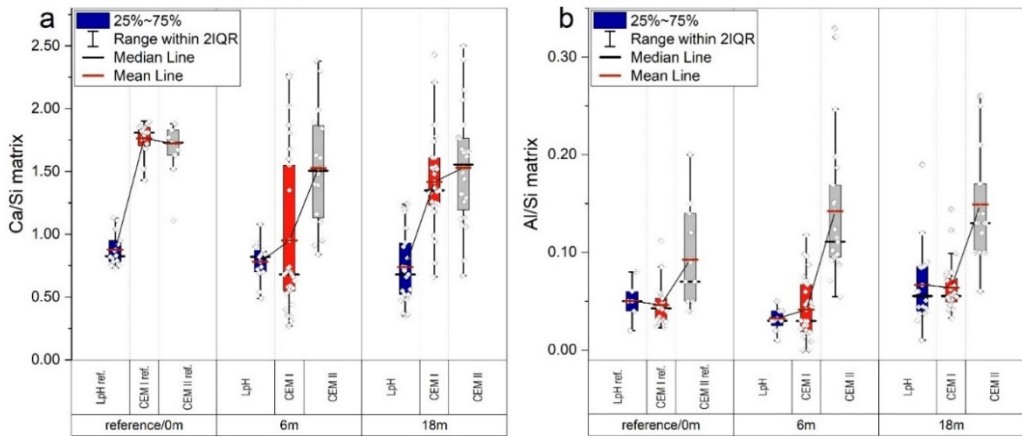 a
25%~75%
Range within 2IQR
Median Line
Mean Line
2.50
2.00
1.50
1.00
0.50
0.00
Ca/Si matrix
LpH ref.
CEM I ref.
CEM II ref.
LpH
CEM I
CEM II
LpH
CEM I
CEM II
reference/0m
6m
18m
b
25%~75%
Range within 2IQR
Median Line
Mean Line
0.30
0.20
0.10
0.00
Al/Si matrix
LpH ref.
CEM I ref.
CEM II ref.
LpH
CEM I
CEM II
LpH
CEM I
CEM II
reference/0m
6m
18m